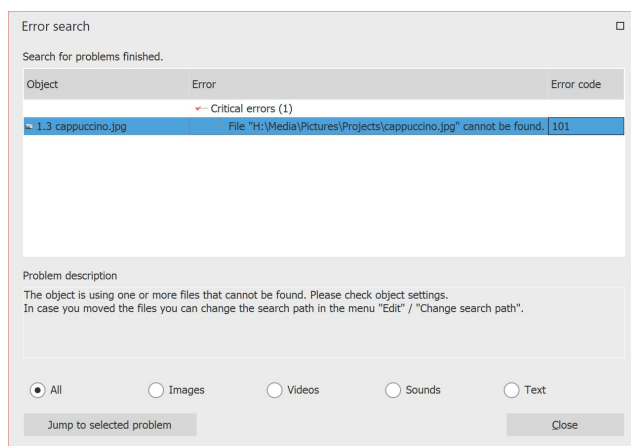 Error search
Search for problems finished.
Object Error Error code
Critical errors (1)
1.3 cappuccino.jpg File "H:\Media\Pictures\Projects\cappuccino.jpg" cannot be found. 101
Problem description
The object is using one or more files that cannot be found. Please check object settings.
In case you moved the files you can change the search path in the menu "Edit" / "Change search path".
All Images Videos Sounds Text
Jump to selected problem Close